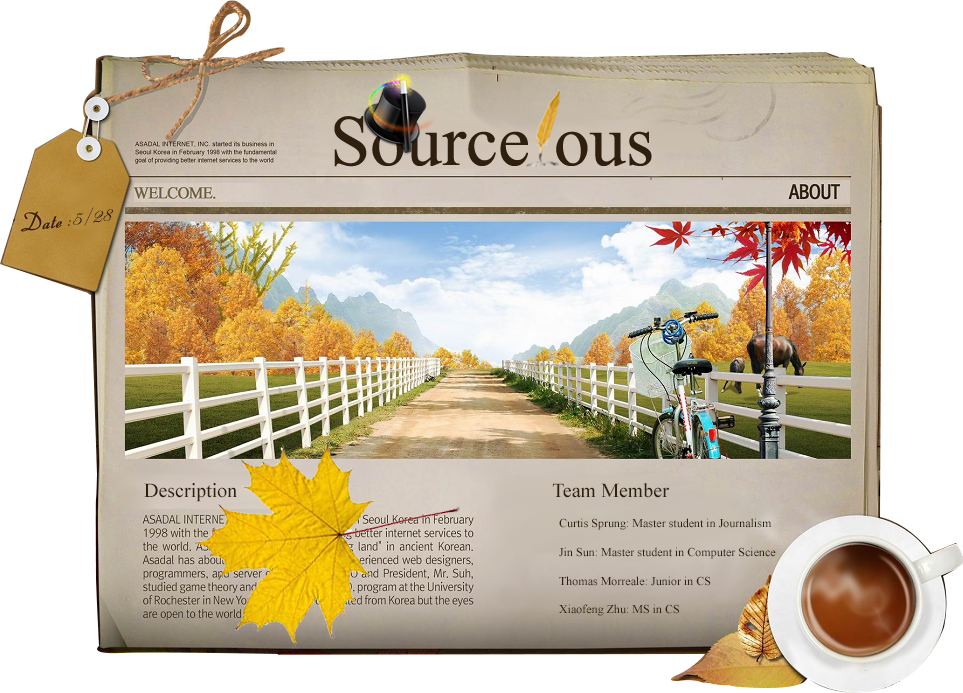 ASADAL INTERNET, INC. started its business in
Seoul Korea in February 1998 with the fundamental
goal of providing better internet services to the world
Source ous
WELCOME.
ABOUT
Date :5/28
Description
ASADAL INTERNE Seoul Korea in February
1998 with the better internet services to
the world. land" in ancient Korean.
Asadal has abou erienced web designers,
programmers, and server and President, Mr. Suh,
studied game theory and program at the University
of Rochester in New Yo ted from Korea but the eyes
are open to the world
Team Member
Curtis Sprung: Master student in Journalism
Jin Sun: Master student in Computer Science
Thomas Morreale: Junior in CS
Xiaofeng Zhu: MS in CS